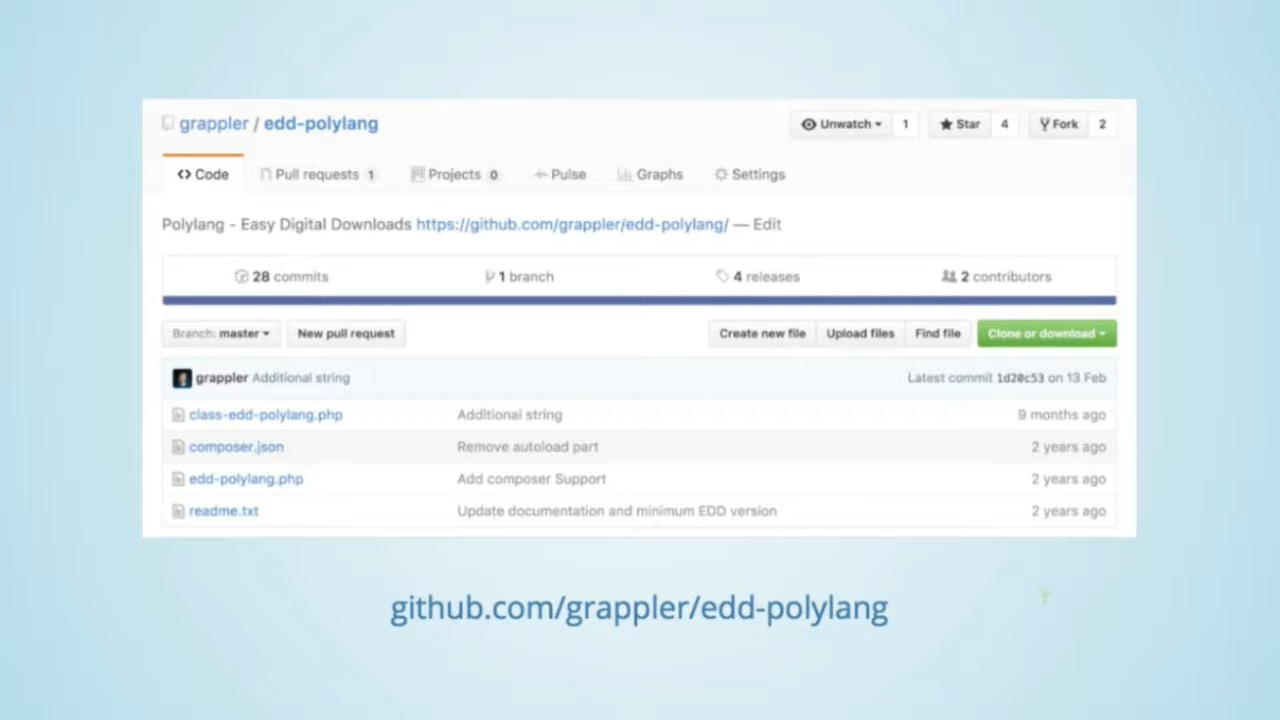 grappler / edd-polylang
Unwatch 1 Star 4 Fork 2
Code Pull requests 1 Projects 0 Pulse Graphs Settings
Polylang - Easy Digital Downloads https://github.com/grappler/edd-polylang/ — Edit
28 commits 1 branch 4 releases 2 contributors
Branch: master New pull request Create new file Upload files Find file Clone or download
grappler Additional string Latest commit 1d20c53 on 13 Feb
class-edd-polylang.php Additional string 9 months ago
composer.json Remove autoload part 2 years ago
edd-polylang.php Add composer Support 2 years ago
readme.txt Update documentation and minimum EDD version 2 years ago
github.com/grappler/edd-polylang